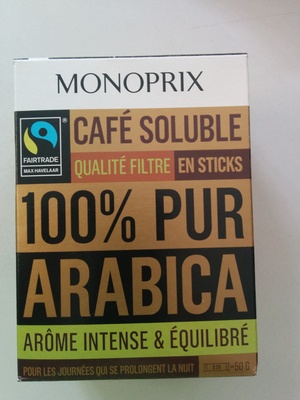 MONOPRIX
FAIRTRADE
MAX HAVELAAR
®
CAFÉ SOLUBLE
QUALITÉ FILTRE EN STICKS
100% PUR
ARABICA
ARÔME INTENSE & ÉQUILIBRÉ
POUR LES JOURNÉES QUI SE PROLONGENT LA NUIT
=50G